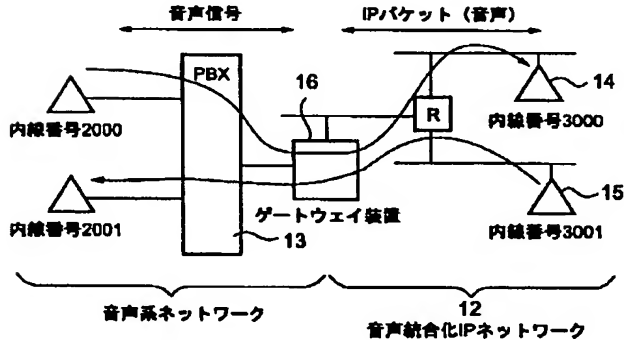 音声信号
IPパケット（音声）
PBX
16
14
R
内線番号2000
内線番号3000
15
ゲートウェイ装置
内線番号2001
13
内線番号3001
音声系ネットワーク
12
音声統合化IPネットワーク